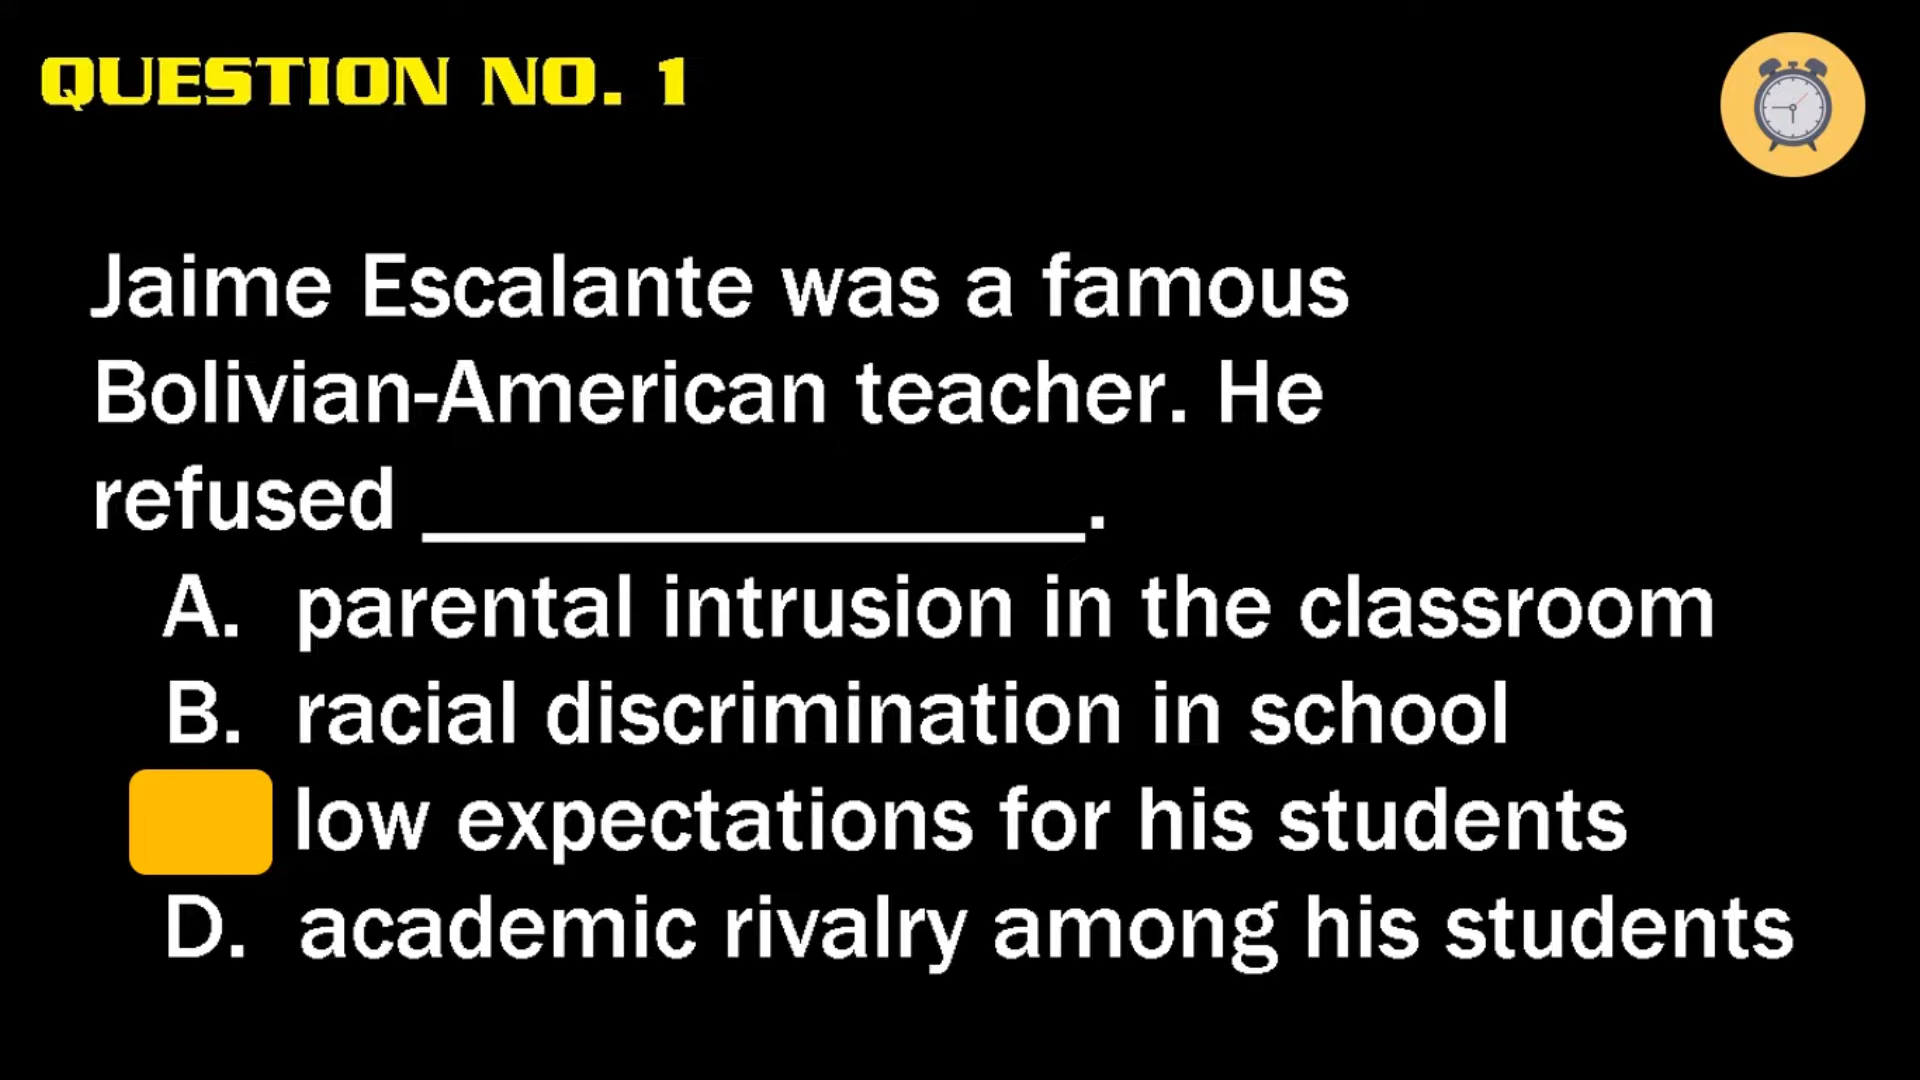 QUESTION NO. 1
Jaime Escalante was a famous
Bolivian-American teacher. He
refused _______________.
A. parental intrusion in the classroom
B. racial discrimination in school
low expectations for his students
D. academic rivalry among his students